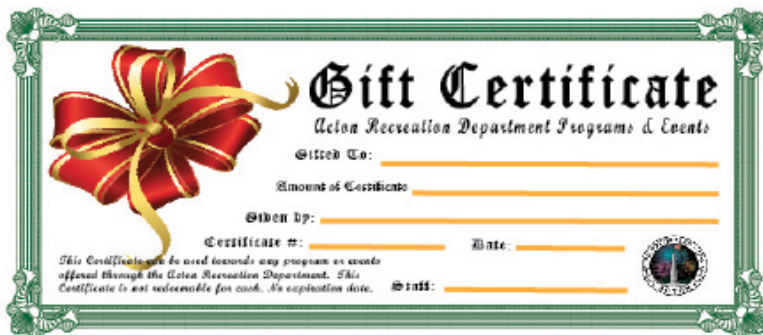 Gift Certificate
Acton Recreation Department Programs & Events
Gifted To:
Amount of Certificate
Given by:
Certificate #: Date:
This Certificate can be used towards any program or events
offered through the Acton Recreation Department. This
Certificate is not redeemable for cash. No expiration date.
Staff: